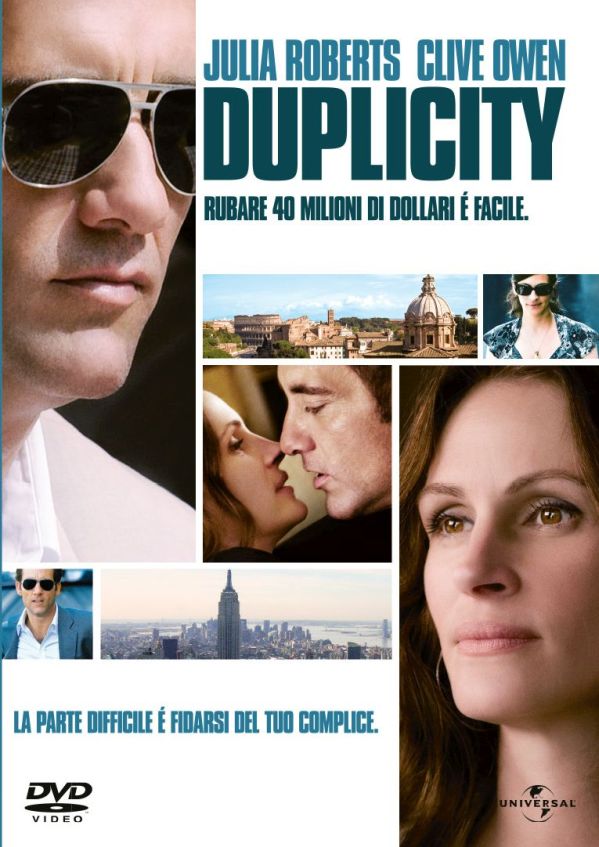 JULIA ROBERTS CLIVE OWEN
DUPLICITY
RUBARE 40 MILIONI DI DOLLARI É FACILE.
LA PARTE DIFFICILE É FIDARSI DEL TUO COMPLICE.
DVD
VIDEO
UNIVERSAL